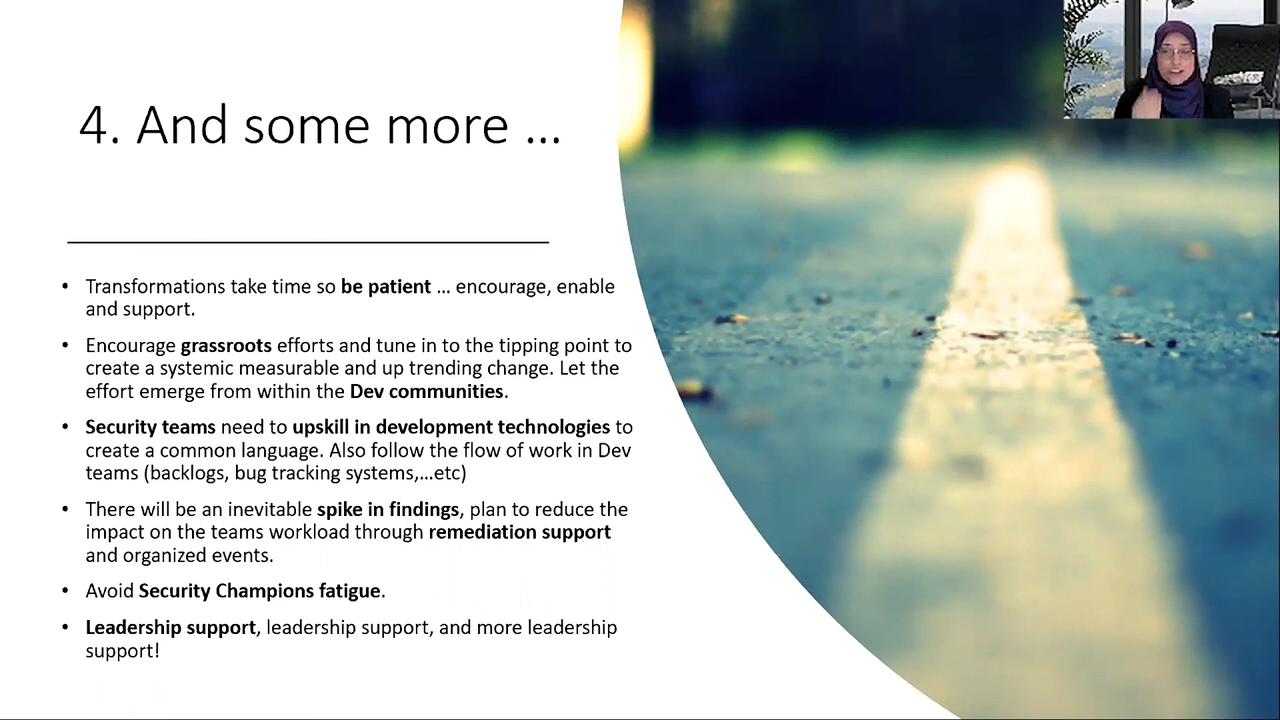 4. And some more ...
• Transformations take time so be patient ... encourage, enable
and support.
• Encourage grassroots efforts and tune in to the tipping point to
create a systemic measurable and up trending change. Let the
effort emerge from within the Dev communities.
• Security teams need to upskill in development technologies to
create a common language. Also follow the flow of work in Dev
teams (backlogs, bug tracking systems,...etc)
• There will be an inevitable spike in findings, plan to reduce the
impact on the teams workload through remediation support
and organized events.
• Avoid Security Champions fatigue.
• Leadership support, leadership support, and more leadership
support!